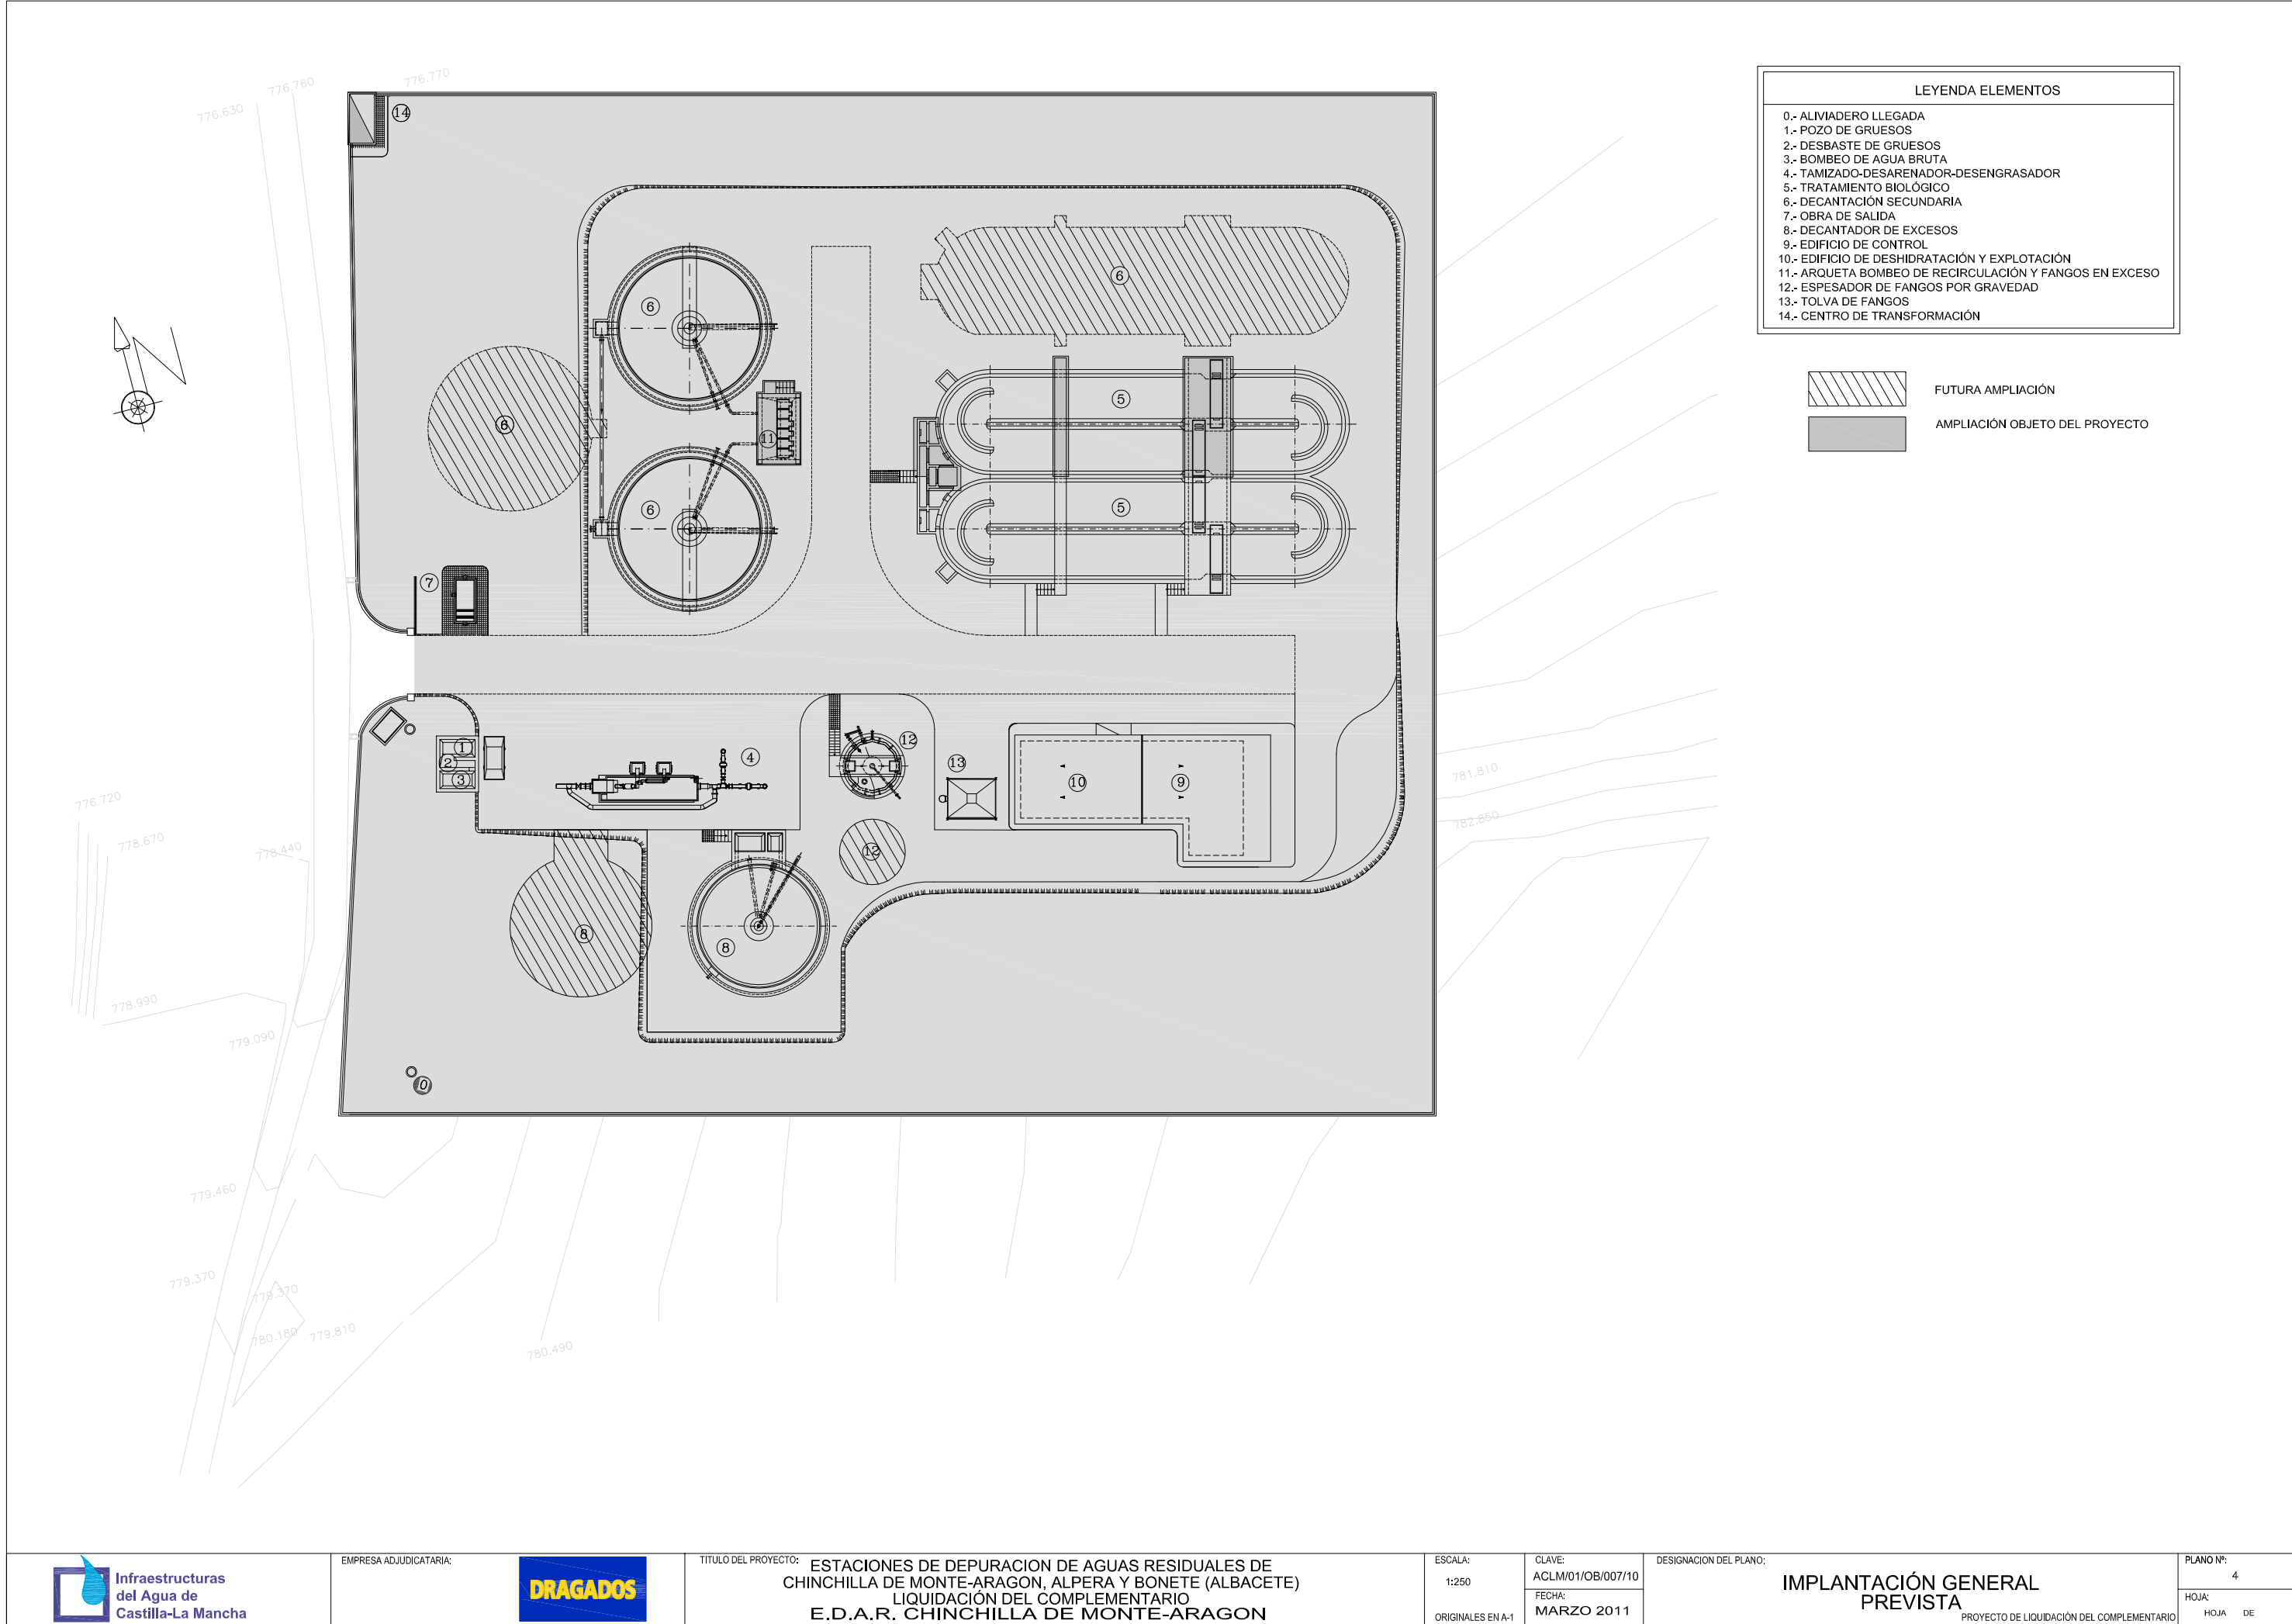 776.630
776.760
776.770
14
LEYENDA ELEMENTOS
0.- ALIVIADERO LLEGADA
1.- POZO DE GRUESOS
2.- DESBASTE DE GRUESOS
3.- BOMBEO DE AGUA BRUTA
4.- TAMIZADO-DESARENADOR-DESENGRASADOR
5.- TRATAMIENTO BIOLÓGICO
6.- DECANTACIÓN SECUNDARIA
7.- OBRA DE SALIDA
8.- DECANTADOR DE EXCESOS
9.- EDIFICIO DE CONTROL
10.- EDIFICIO DE DESHIDRATACIÓN Y EXPLOTACIÓN
11.- ARQUETA BOMBEO DE RECIRCULACIÓN Y FANGOS EN EXCESO
12.- ESPESADOR DE FANGOS POR GRAVEDAD
13.- TOLVA DE FANGOS
14.- CENTRO DE TRANSFORMACIÓN
FUTURA AMPLIACIÓN
AMPLIACIÓN OBJETO DEL PROYECTO
N
6
6
5
6
11
6
5
7
1
2
3
4
12
13
10
9
12
8
8
0
781.810
782.850
776.720
778.670
778.440
778.990
779.090
779.460
779.370
779.370
780.180
779.810
780.490
Infraestructuras
del Agua de
Castilla-La Mancha
EMPRESA ADJUDICATARIA:
DRAGADOS
TITULO DEL PROYECTO:
ESTACIONES DE DEPURACION DE AGUAS RESIDUALES DE
CHINCHILLA DE MONTE-ARAGON, ALPERA Y BONETE (ALBACETE)
LIQUIDACIÓN DEL COMPLEMENTARIO
E.D.A.R. CHINCHILLA DE MONTE-ARAGON
ESCALA:
1:250
ORIGINALES EN A-1
CLAVE:
ACLM/01/OB/007/10
FECHA:
MARZO 2011
DESIGNACION DEL PLANO:
IMPLANTACIÓN GENERAL
PREVISTA
PROYECTO DE LIQUIDACIÓN DEL COMPLEMENTARIO
PLANO Nº:
4
HOJA:
HOJA DE